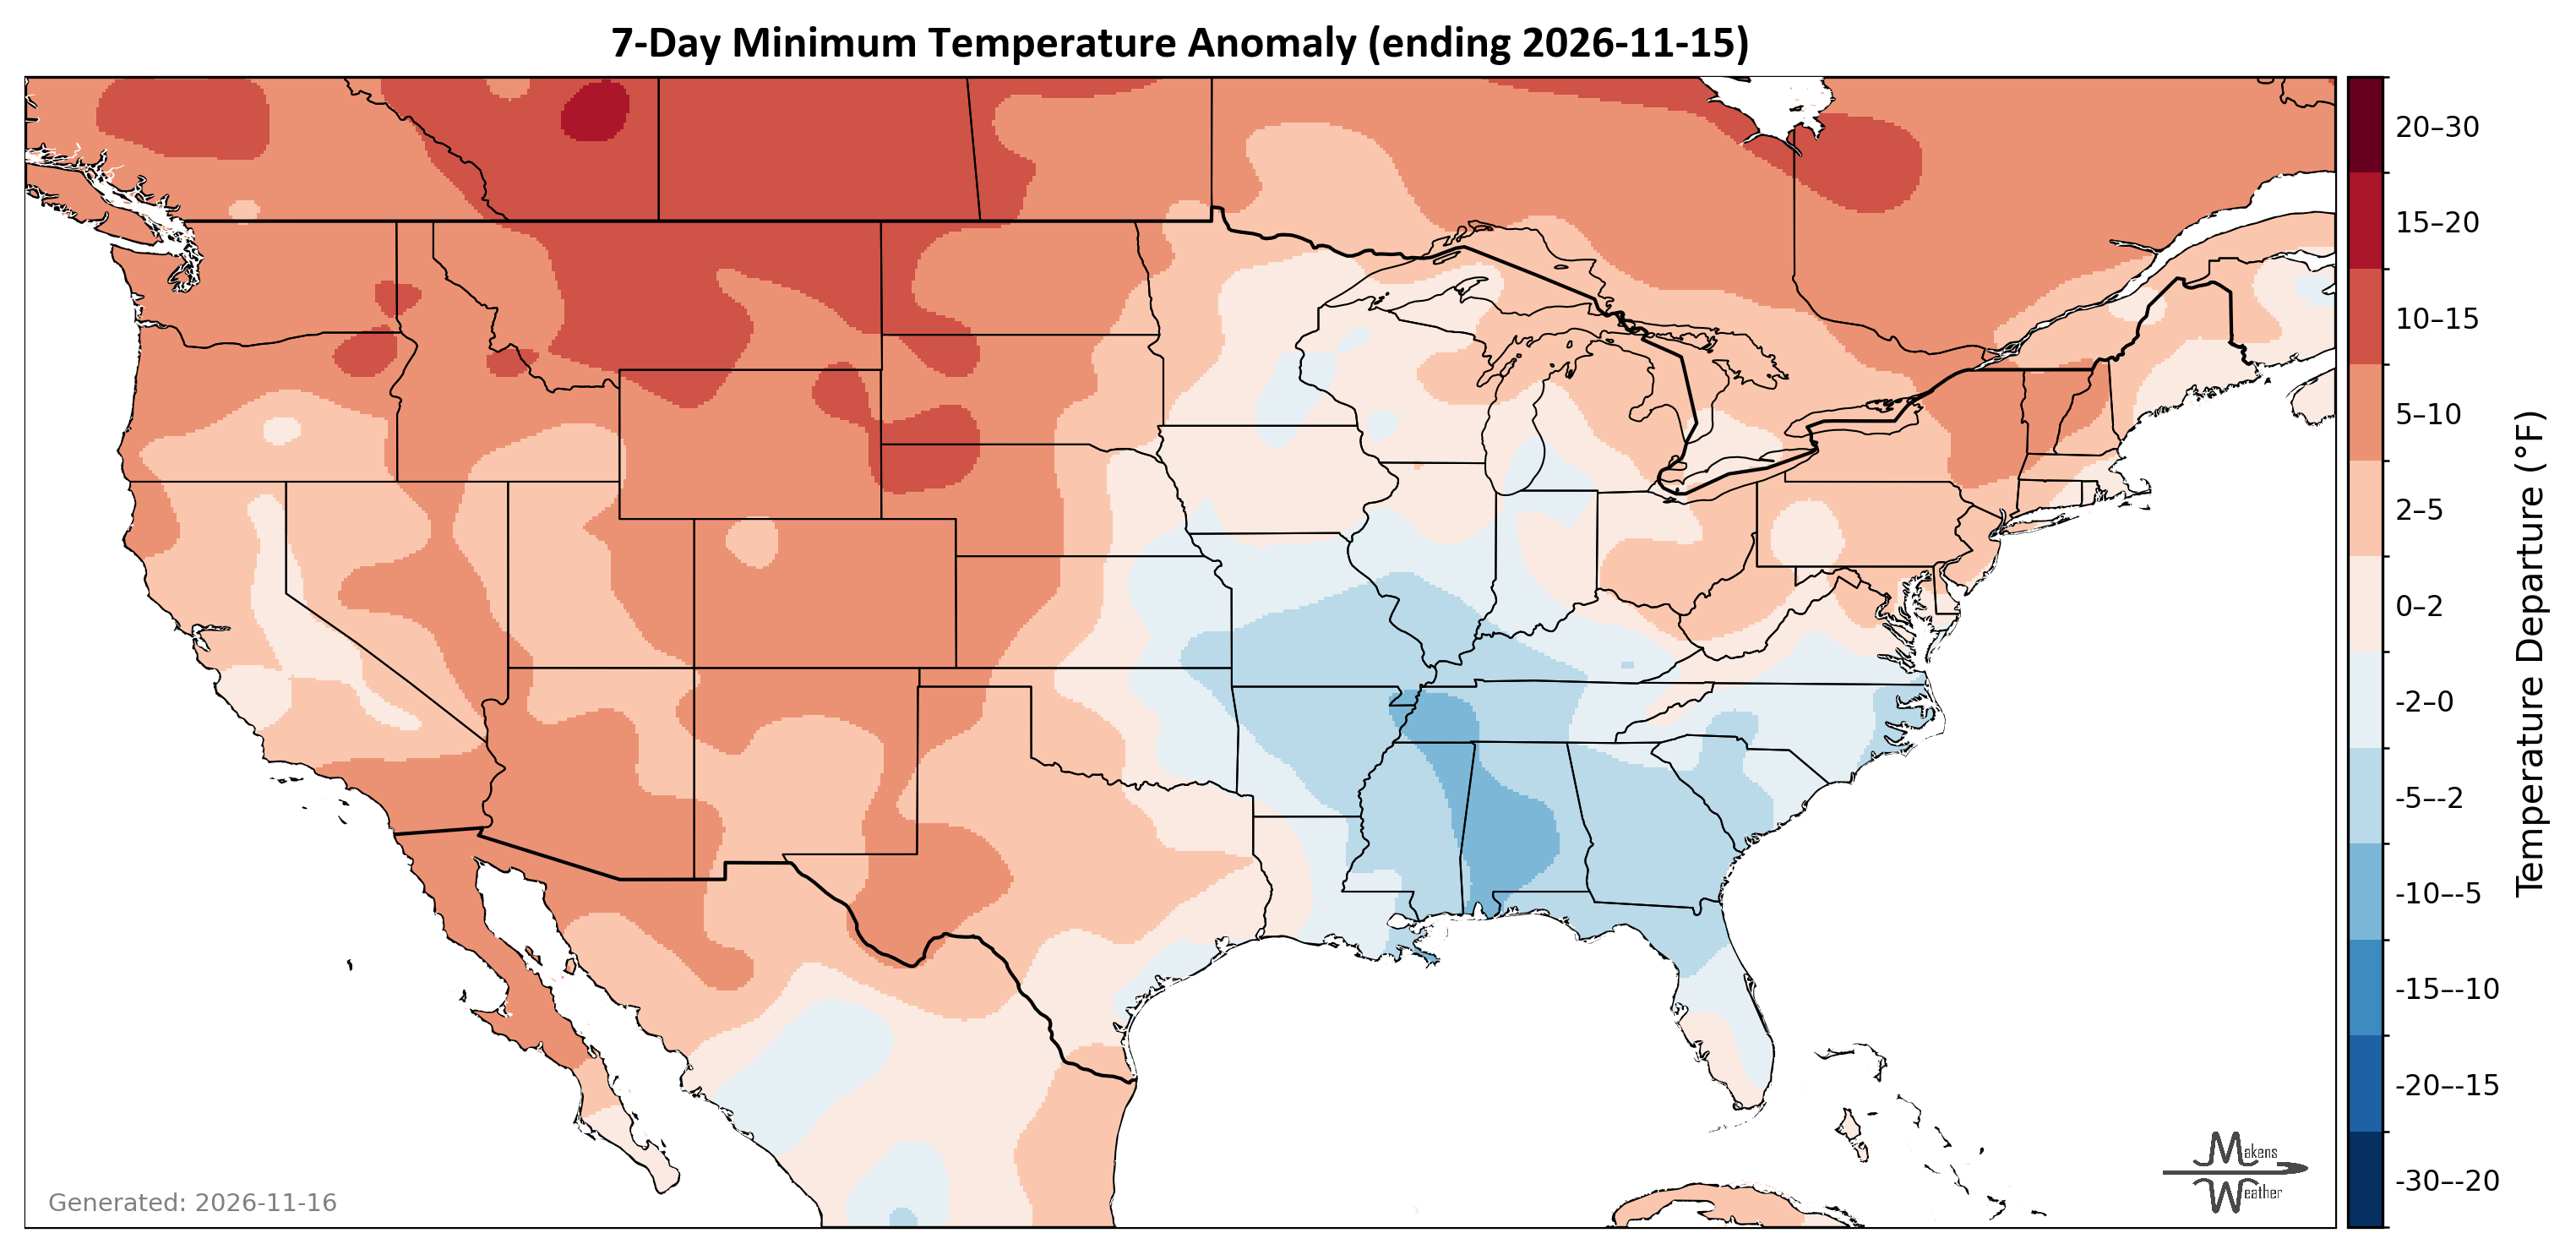 7-Day Minimum Temperature Anomaly (ending 2026-11-15)
20–30
15–20
10–15
5–10
2–5
0–2
-2–0
-5–-2
-10–-5
-15–-10
-20–-15
-30–-20
Temperature Departure (°F)
Makens
Weather
Generated: 2026-11-16